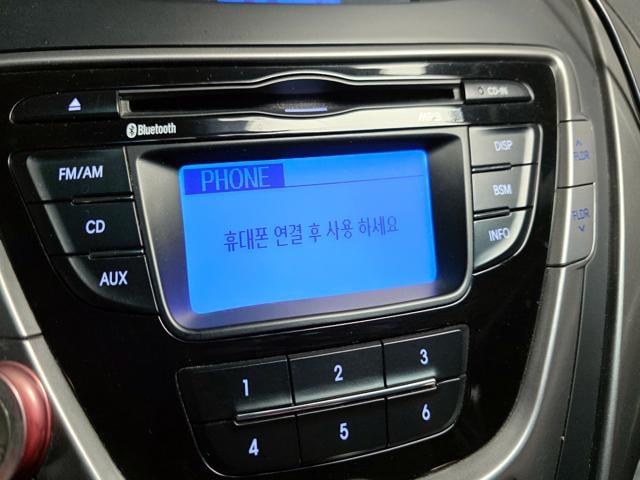 CD-IN
Bluetooth
MP3
FM/AM
CD
AUX
PHONE
휴대폰 연결 후 사용 하세요
DISP
BSM
INFO
FLDR
FLDR
1
2
3
4
5
6